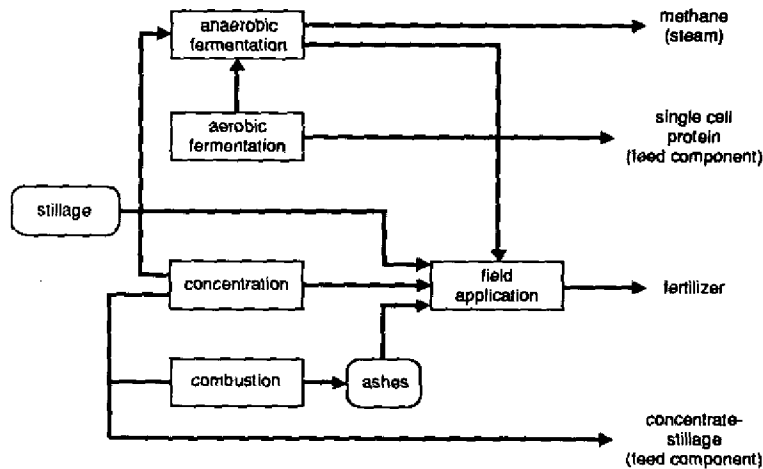 anaerobic
fermentation
methane
(steam)
aerobic
fermentation
single cell
protein
(feed component)
stillage
concentration
field
application
fertilizer
combustion
ashes
concentrate-
stillage
(feed component)